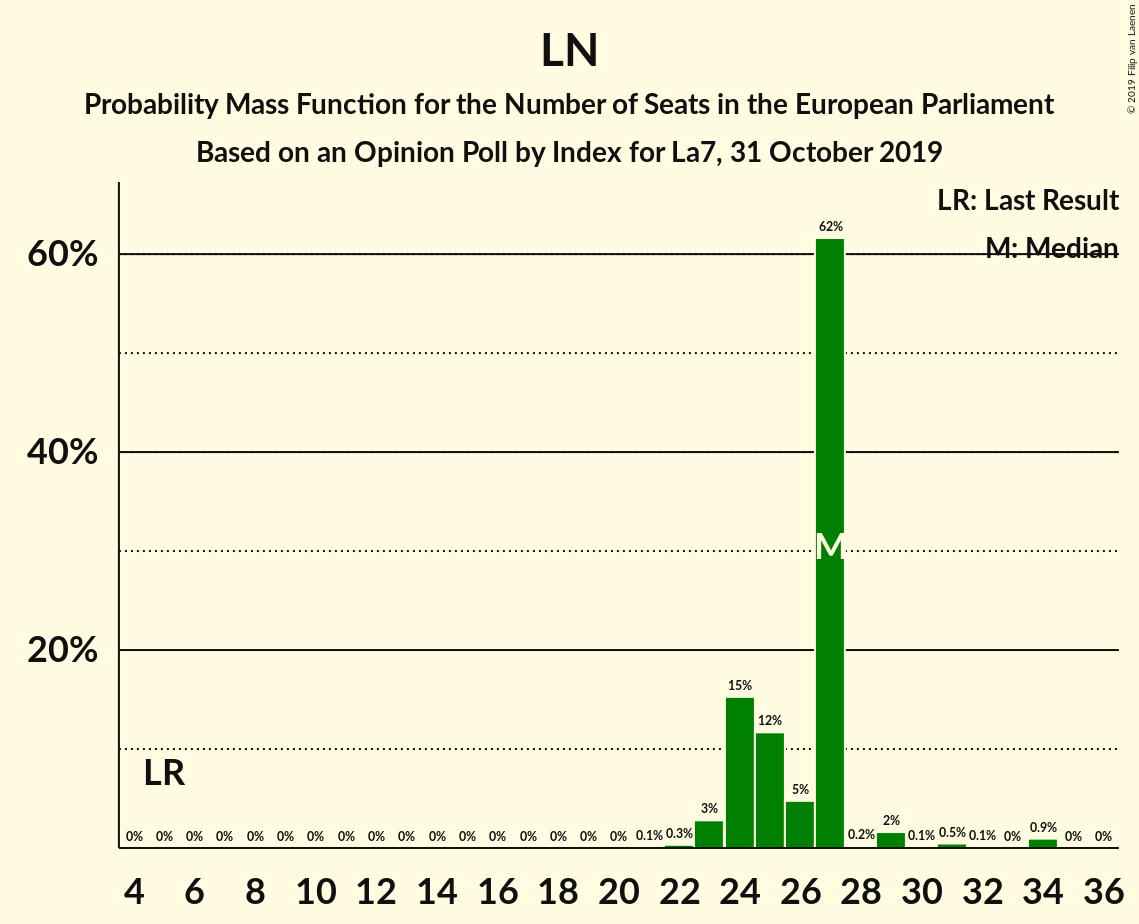 LN
Probability Mass Function for the Number of Seats in the European Parliament
Based on an Opinion Poll by Index for La7, 31 October 2019
© 2019 Filip van Laenen
LR: Last Result
M: Median
60%
40%
20%
62%
M
15%
12%
5%
3%
LR
0% 0% 0% 0% 0% 0% 0% 0% 0% 0% 0% 0% 0% 0% 0% 0% 0% 0.1% 0.3% 0.2% 2% 0.1% 0.5% 0.1% 0% 0.9% 0% 0%
4 6 8 10 12 14 16 18 20 22 24 26 28 30 32 34 36